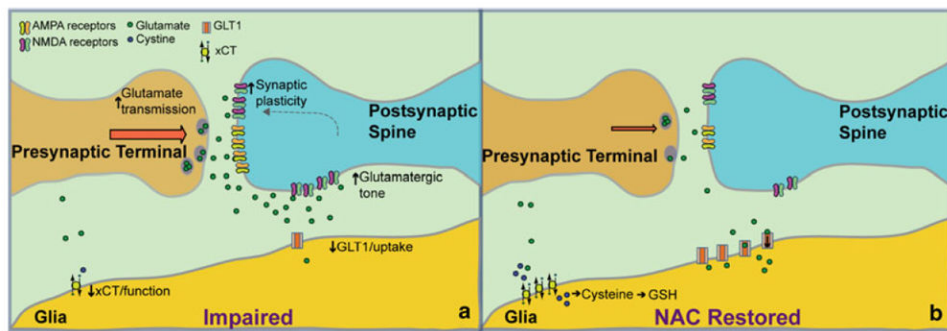 AMPA receptors
NMDA receptors
Glutamate
Cystine
GLT1
xCT
↑Glutamate
transmission
↑Synaptic
plasticity
Postsynaptic
Spine
Presynaptic Terminal
↑Glutamatergic
tone
↓GLT1/uptake
↓xCT/function
Glia
Impaired
a
Postsynaptic
Spine
Presynaptic Terminal
→Cysteine→GSH
Glia
NAC Restored
b